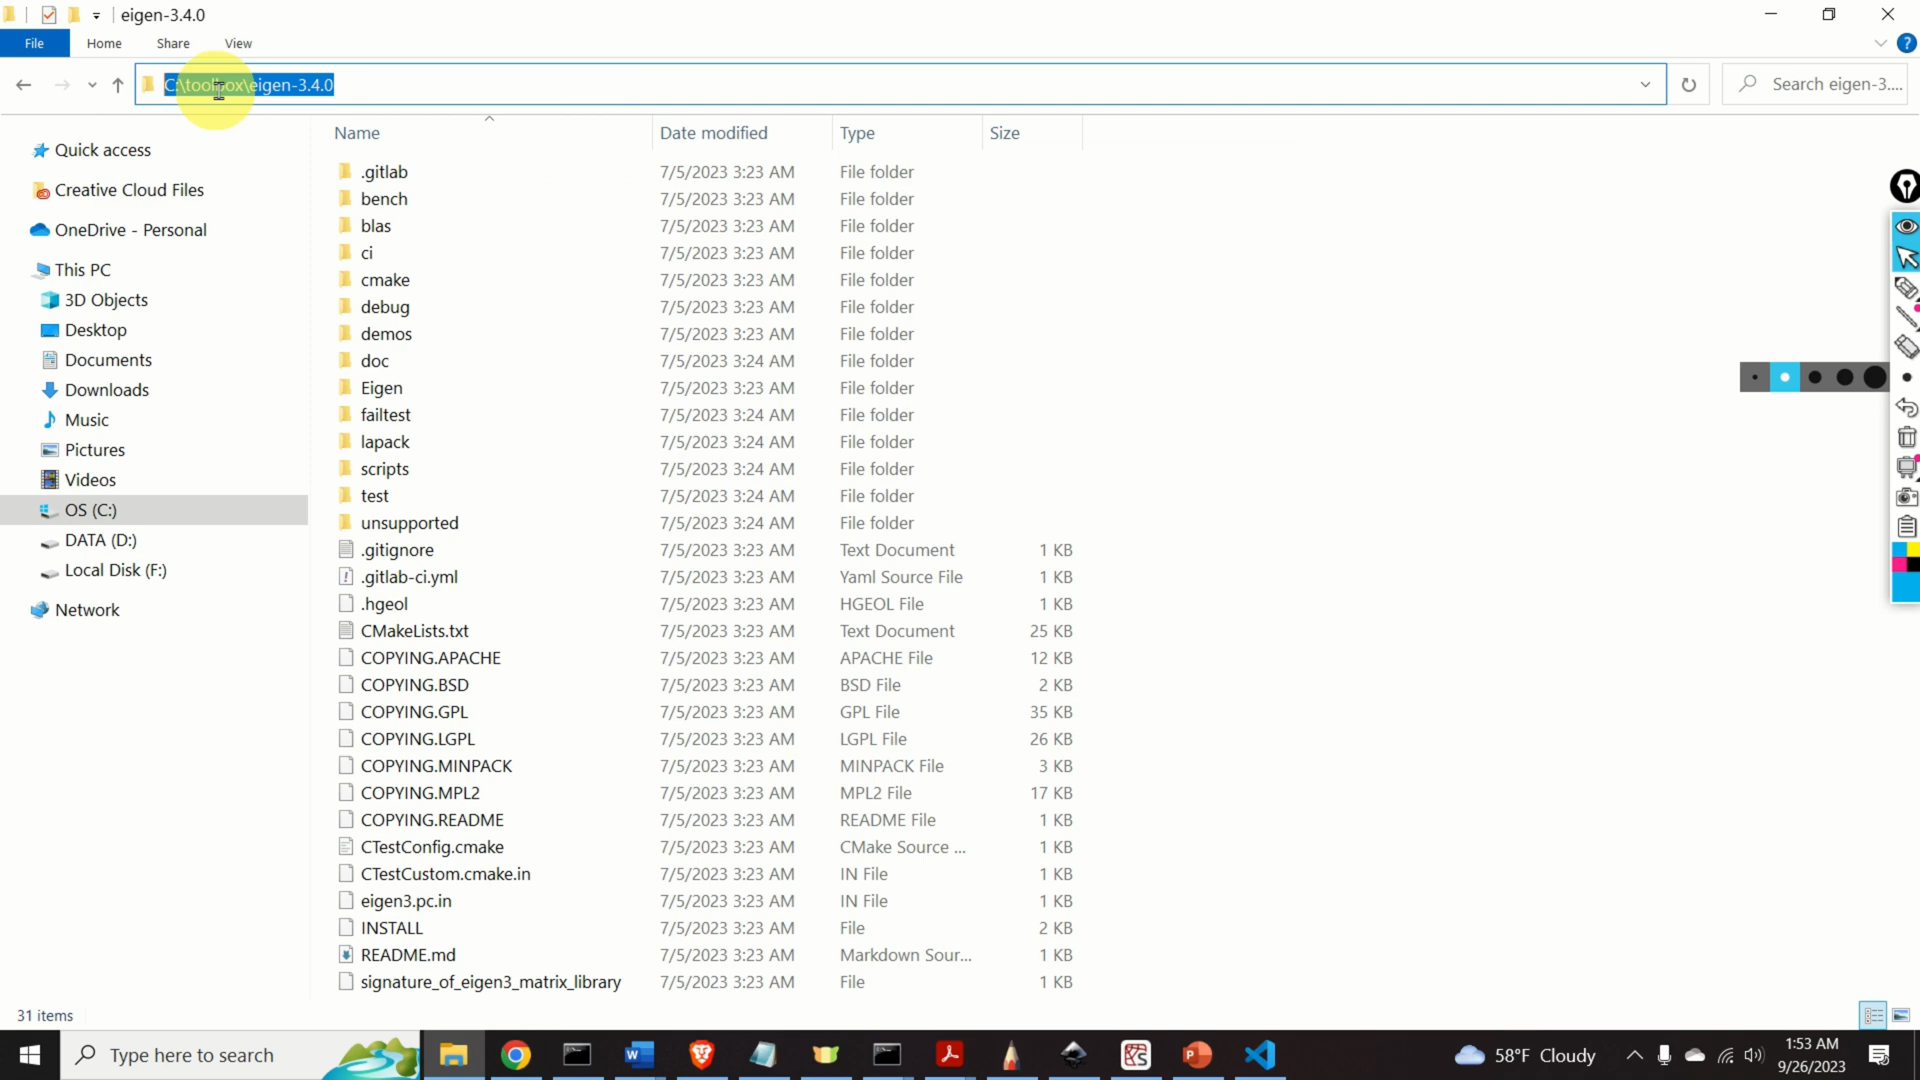 eigen-3.4.0
File Home Share View
C:\toolbox\eigen-3.4.0
Search eigen-3....
Name Date modified Type Size
Quick access
Creative Cloud Files
OneDrive - Personal
This PC
3D Objects
Desktop
Documents
Downloads
Music
Pictures
Videos
OS (C:)
DATA (D:)
Local Disk (F:)
Network
.gitlab 7/5/2023 3:23 AM File folder
bench 7/5/2023 3:23 AM File folder
blas 7/5/2023 3:23 AM File folder
ci 7/5/2023 3:23 AM File folder
cmake 7/5/2023 3:23 AM File folder
debug 7/5/2023 3:23 AM File folder
demos 7/5/2023 3:23 AM File folder
doc 7/5/2023 3:24 AM File folder
Eigen 7/5/2023 3:23 AM File folder
failtest 7/5/2023 3:24 AM File folder
lapack 7/5/2023 3:24 AM File folder
scripts 7/5/2023 3:24 AM File folder
test 7/5/2023 3:24 AM File folder
unsupported 7/5/2023 3:24 AM File folder
.gitignore 7/5/2023 3:23 AM Text Document 1 KB
.gitlab-ci.yml 7/5/2023 3:23 AM Yaml Source File 1 KB
.hgeol 7/5/2023 3:23 AM HGEOL File 1 KB
CMakeLists.txt 7/5/2023 3:23 AM Text Document 25 KB
COPYING.APACHE 7/5/2023 3:23 AM APACHE File 12 KB
COPYING.BSD 7/5/2023 3:23 AM BSD File 2 KB
COPYING.GPL 7/5/2023 3:23 AM GPL File 35 KB
COPYING.LGPL 7/5/2023 3:23 AM LGPL File 26 KB
COPYING.MINPACK 7/5/2023 3:23 AM MINPACK File 3 KB
COPYING.MPL2 7/5/2023 3:23 AM MPL2 File 17 KB
COPYING.README 7/5/2023 3:23 AM README File 1 KB
CTestConfig.cmake 7/5/2023 3:23 AM CMake Source ... 1 KB
CTestCustom.cmake.in 7/5/2023 3:23 AM IN File 1 KB
eigen3.pc.in 7/5/2023 3:23 AM IN File 1 KB
INSTALL 7/5/2023 3:23 AM File 2 KB
README.md 7/5/2023 3:23 AM Markdown Sour... 1 KB
signature_of_eigen3_matrix_library 7/5/2023 3:23 AM File 1 KB
31 items
Type here to search
58°F Cloudy
1:53 AM
9/26/2023